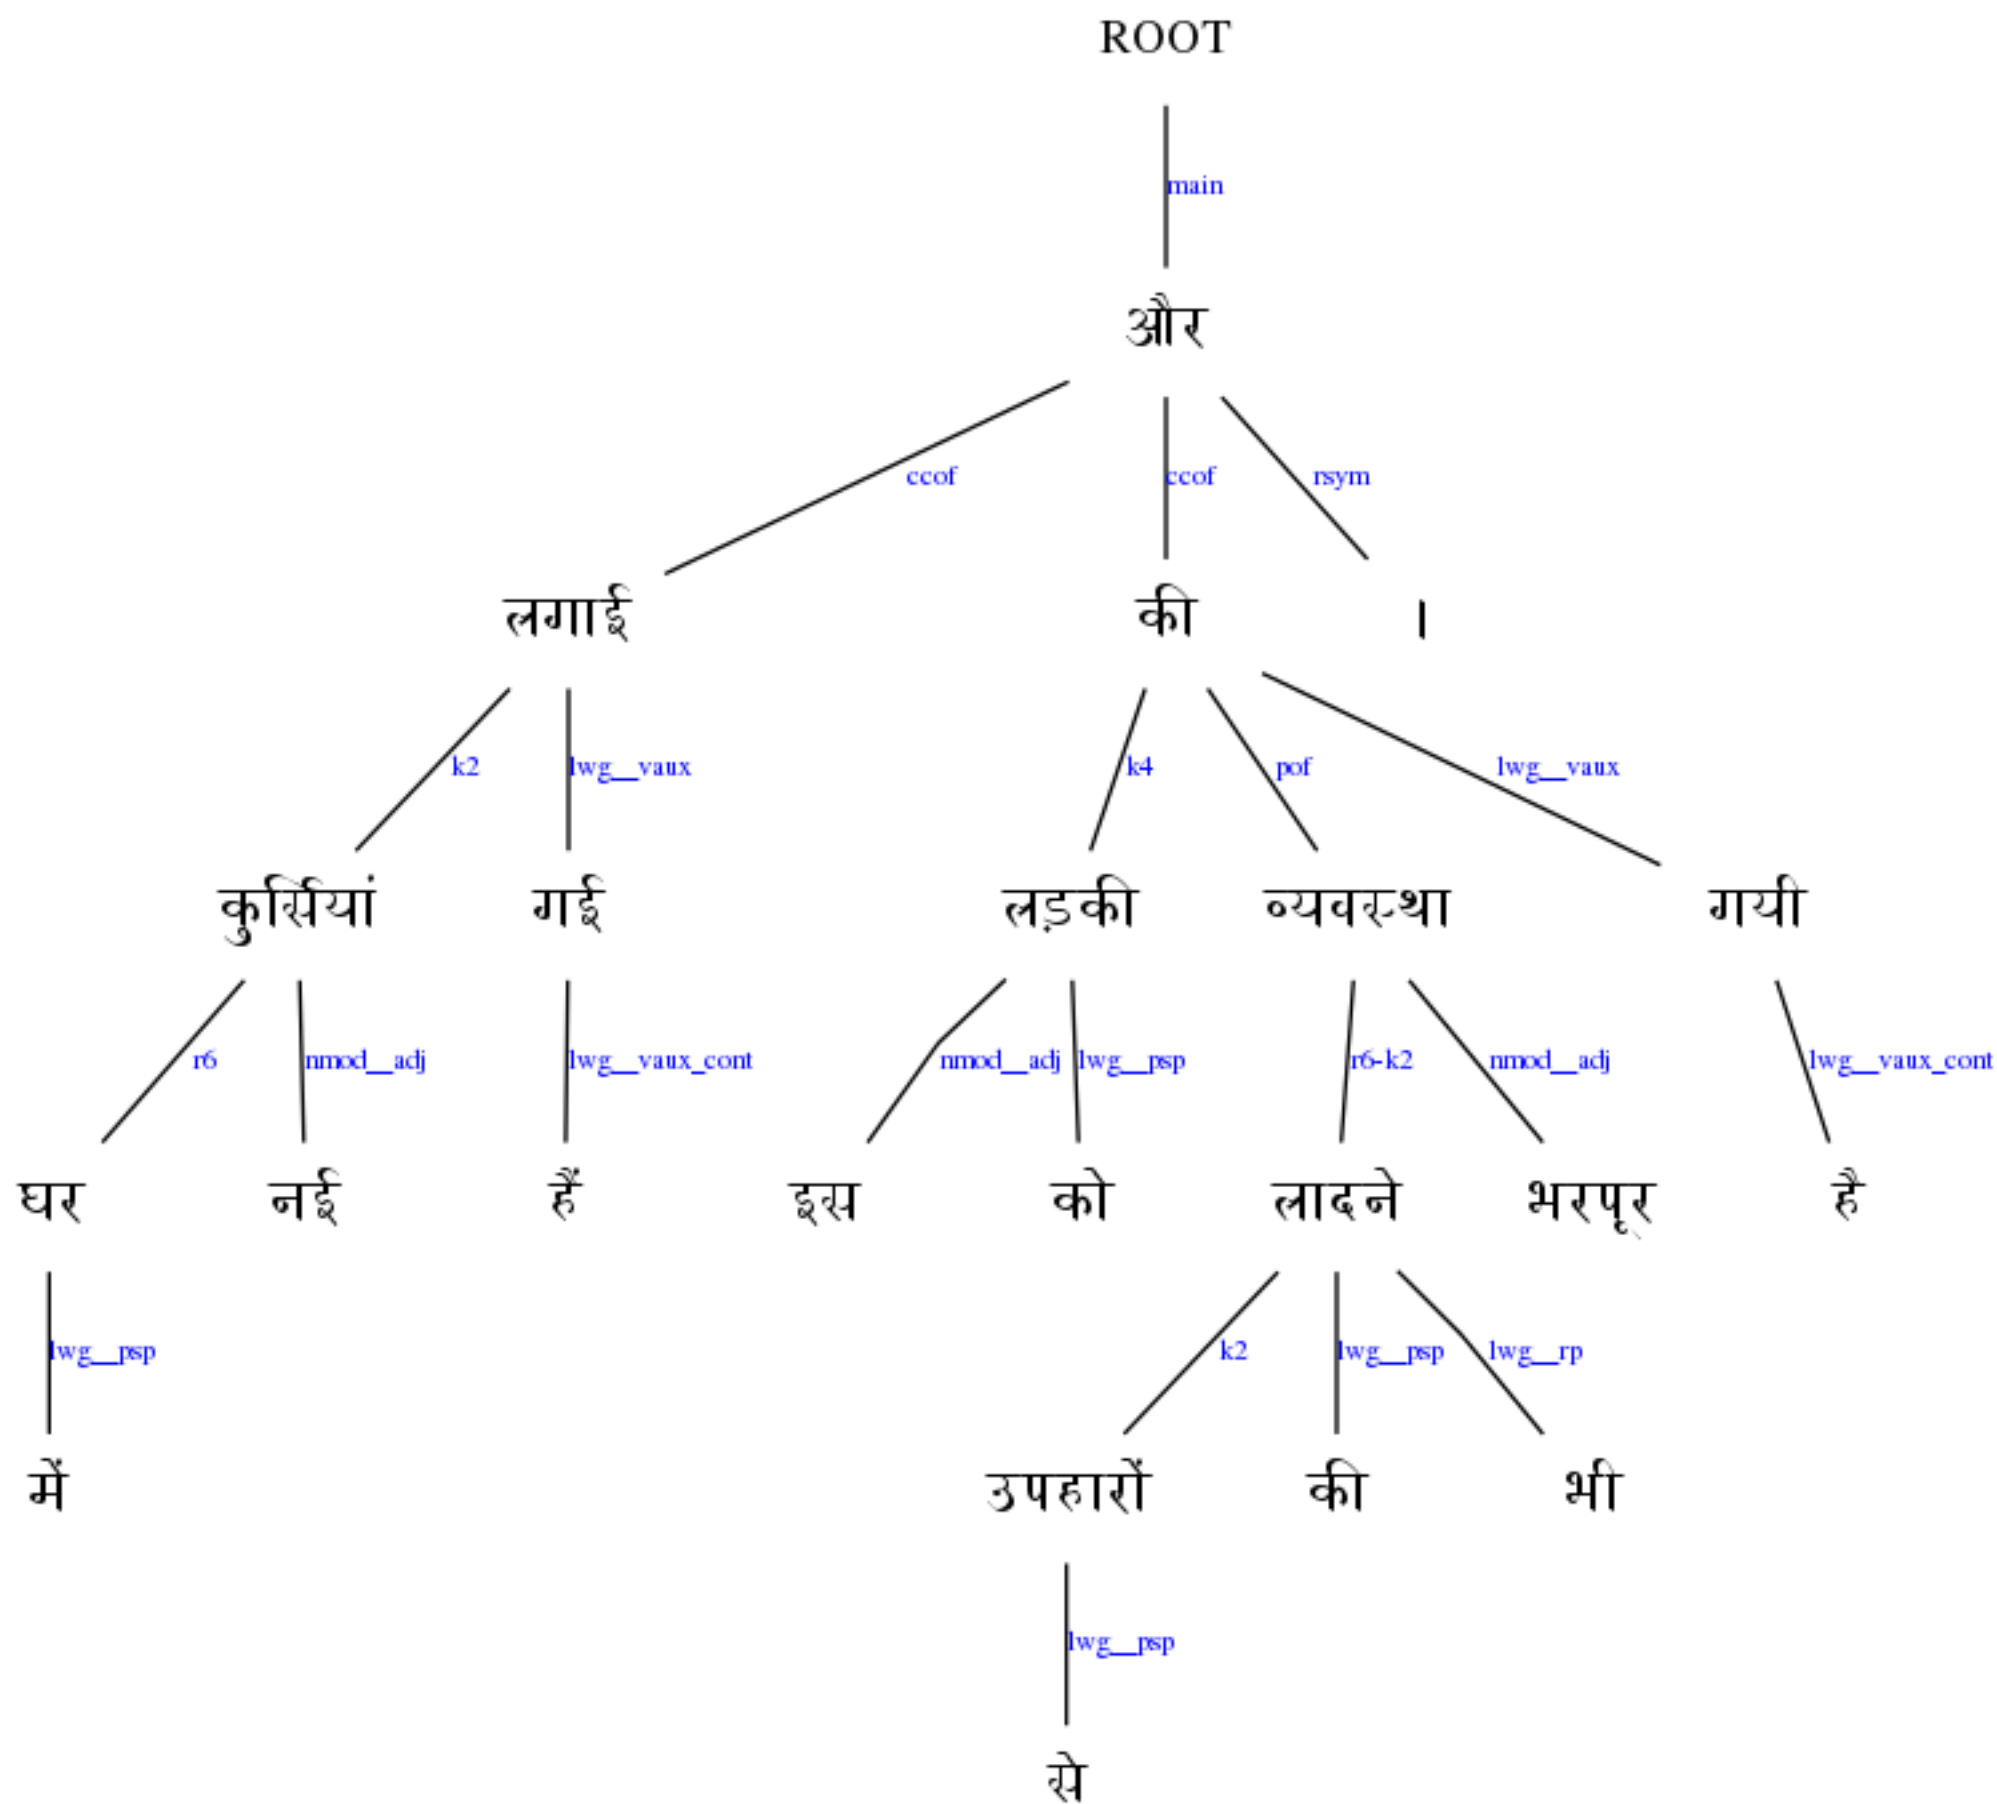 ROOT
main
और
ccof ccof rsym
लगाई की ।
k2 lwg__vaux k4 pof lwg__vaux
कुर्सियां गई लड़की व्यवस्था गयी
r6 nmod__adj lwg__vaux_cont nmod__adj lwg__psp r6-k2 nmod__adj lwg__vaux_cont
घर नई हैं इस को लादने भरपूर है
lwg__psp k2 lwg__psp lwg__rp
में उपहारों की भी
lwg__psp
से